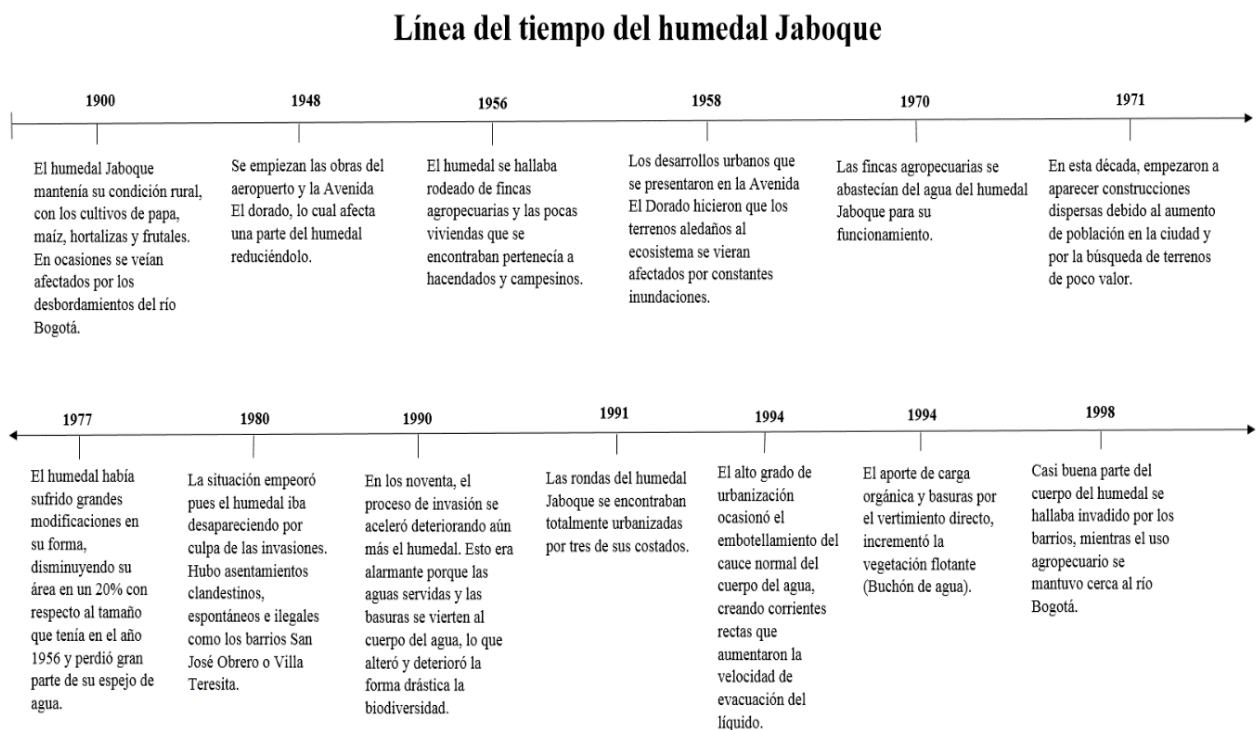 Línea del tiempo del humedal Jaboque
1900
El humedal Jaboque
mantenía su condición rural,
con los cultivos de papa,
maíz, hortalizas y frutales.
En ocasiones se veían
afectados por los
desbordamientos del río
Bogotá.
1948
Se empiezan las obras del
aeropuerto y la Avenida
El dorado, lo cual afecta
una parte del humedal
reduciéndolo.
1956
El humedal se hallaba
rodeado de fincas
agropecuarias y las pocas
viviendas que se
encontraban pertenecía a
hacendados y campesinos.
1958
Los desarrollos urbanos que
se presentaron en la Avenida
El Dorado hicieron que los
terrenos aledaños al
ecosistema se vieran
afectados por constantes
inundaciones.
1970
Las fincas agropecuarias se
abastecían del agua del humedal
Jaboque para su
funcionamiento.
1971
En esta década, empezaron a
aparecer construcciones
dispersas debido al aumento
de población en la ciudad y
por la búsqueda de terrenos
de poco valor.
1977
El humedal había
sufrido grandes
modificaciones en
su forma,
disminuyendo su
área en un 20% con
respecto al tamaño
que tenía en el año
1956 y perdió gran
parte de su espejo de
agua.
1980
La situación empeoró
pues el humedal iba
desapareciendo por
culpa de las invasiones.
Hubo asentamientos
clandestinos,
espontáneos e ilegales
como los barrios San
José Obrero o Villa
Teresita.
1990
En los noventa, el
proceso de invasión se
aceleró deteriorando aún
más el humedal. Esto era
alarmante porque las
aguas servidas y las
basuras se vierten al
cuerpo del agua, lo que
alteró y deterioró la
forma drástica la
biodiversidad.
1991
Las rondas del humedal
Jaboque se encontraban
totalmente urbanizadas
por tres de sus costados.
1994
El alto grado de
urbanización
ocasionó el
embotellamiento del
cauce normal del
cuerpo del agua,
creando corrientes
rectas que
aumentaron la
velocidad de
evacuación del
líquido.
1994
El aporte de carga
orgánica y basuras por
el vertimiento directo,
incrementó la
vegetación flotante
(Buchón de agua).
1998
Casi buena parte del
cuerpo del humedal se
hallaba invadido por los
barrios, mientras el uso
agropecuario se
mantuvo cerca al río
Bogotá.